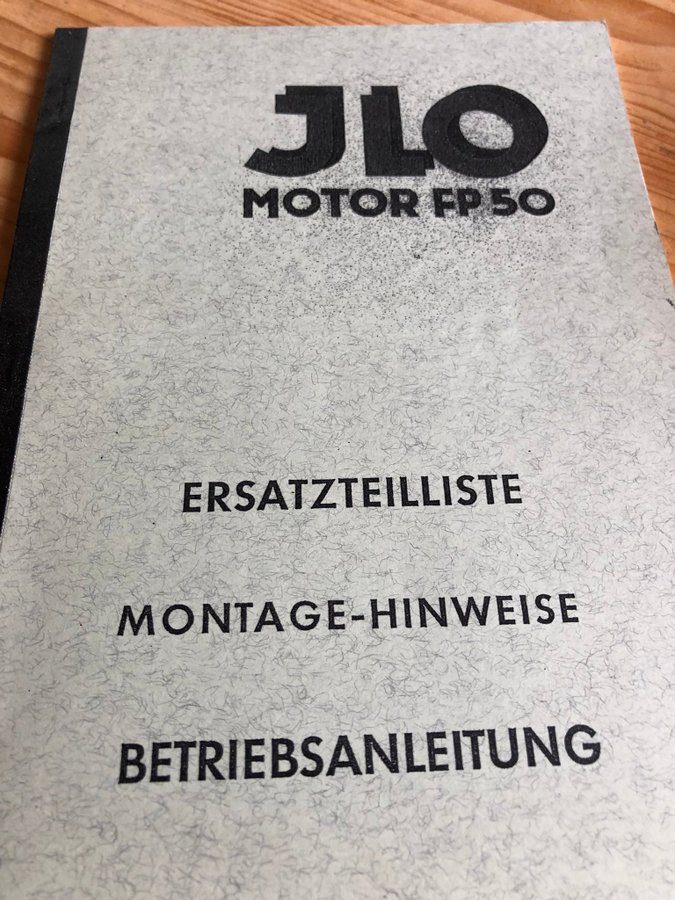 JLO
MOTOR FP 50
ERSATZTEILLISTE
MONTAGE-HINWEISE
BETRIEBSANLEITUNG